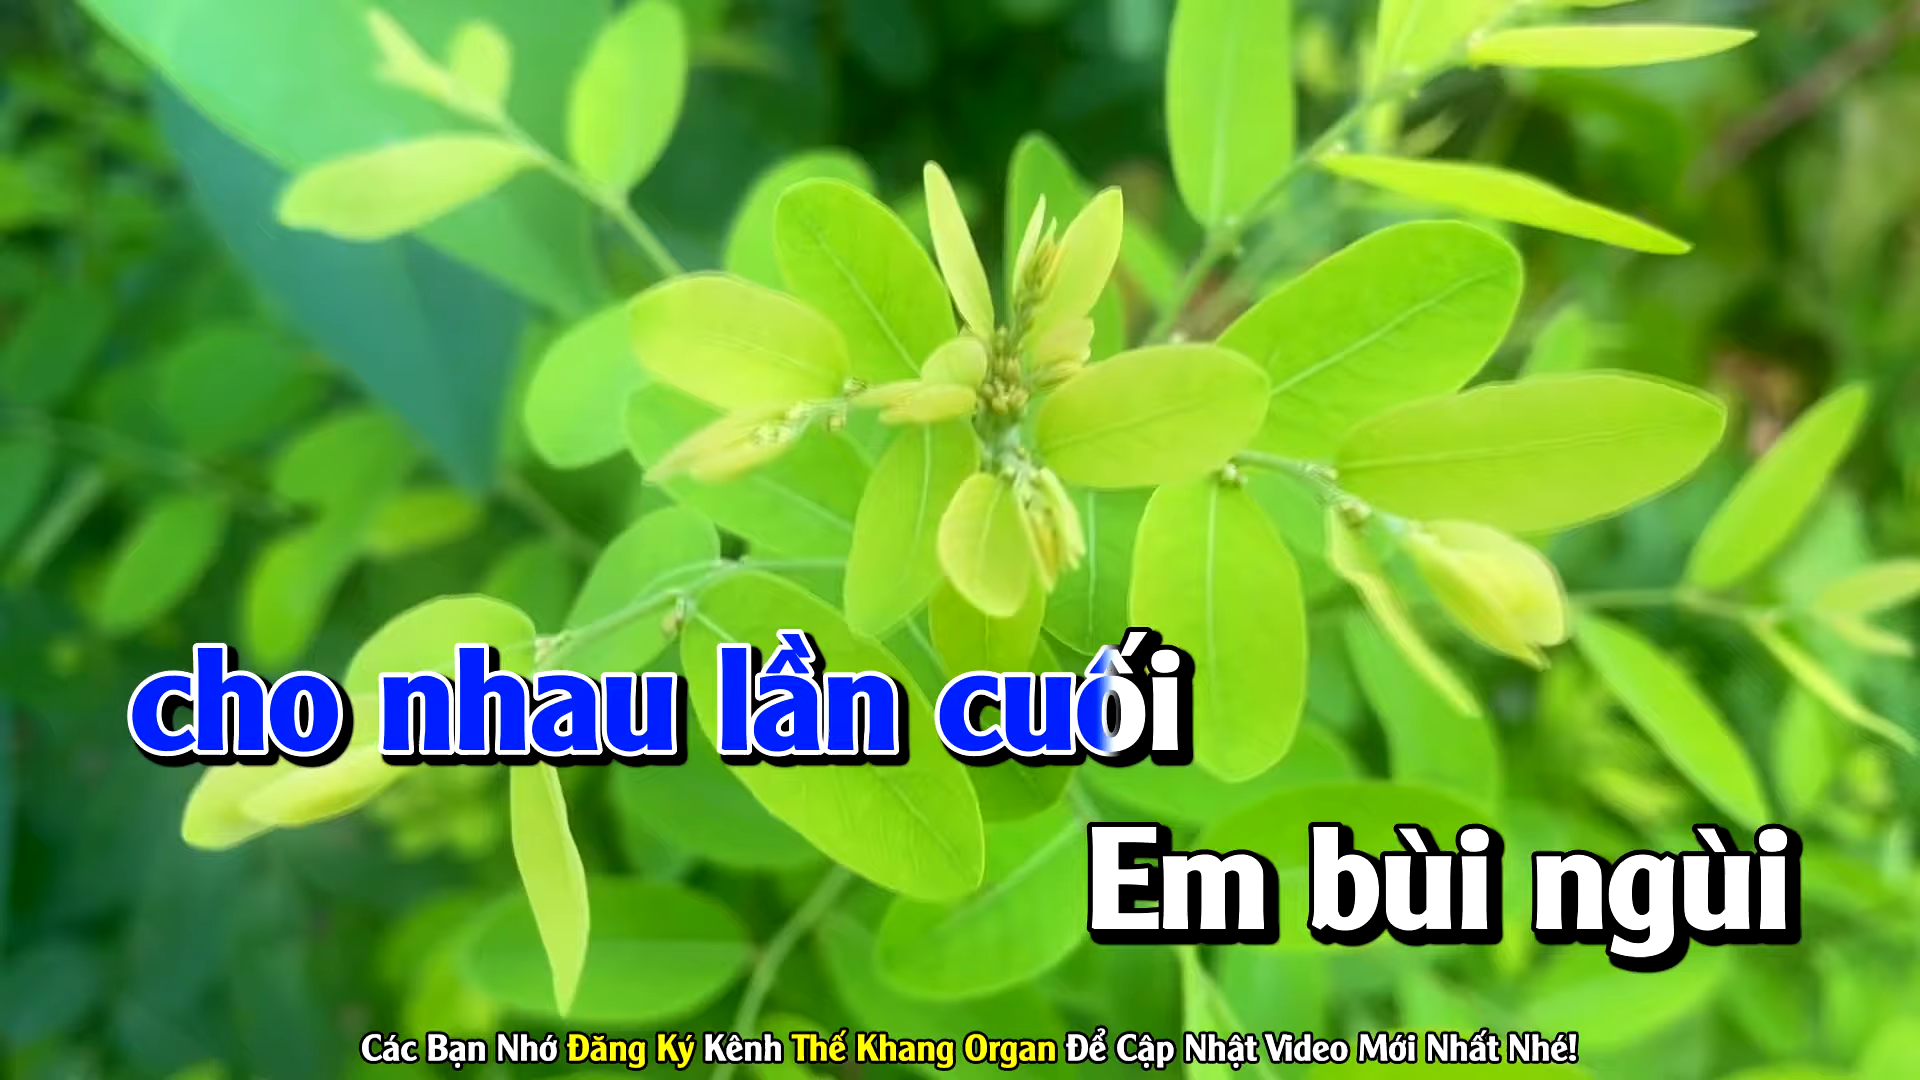 cho nhau lần cuối
Em bùi ngùi
Các Bạn Nhớ Đăng Ký Kênh Thế Khang Organ Để Cập Nhật Video Mới Nhất Nhé!